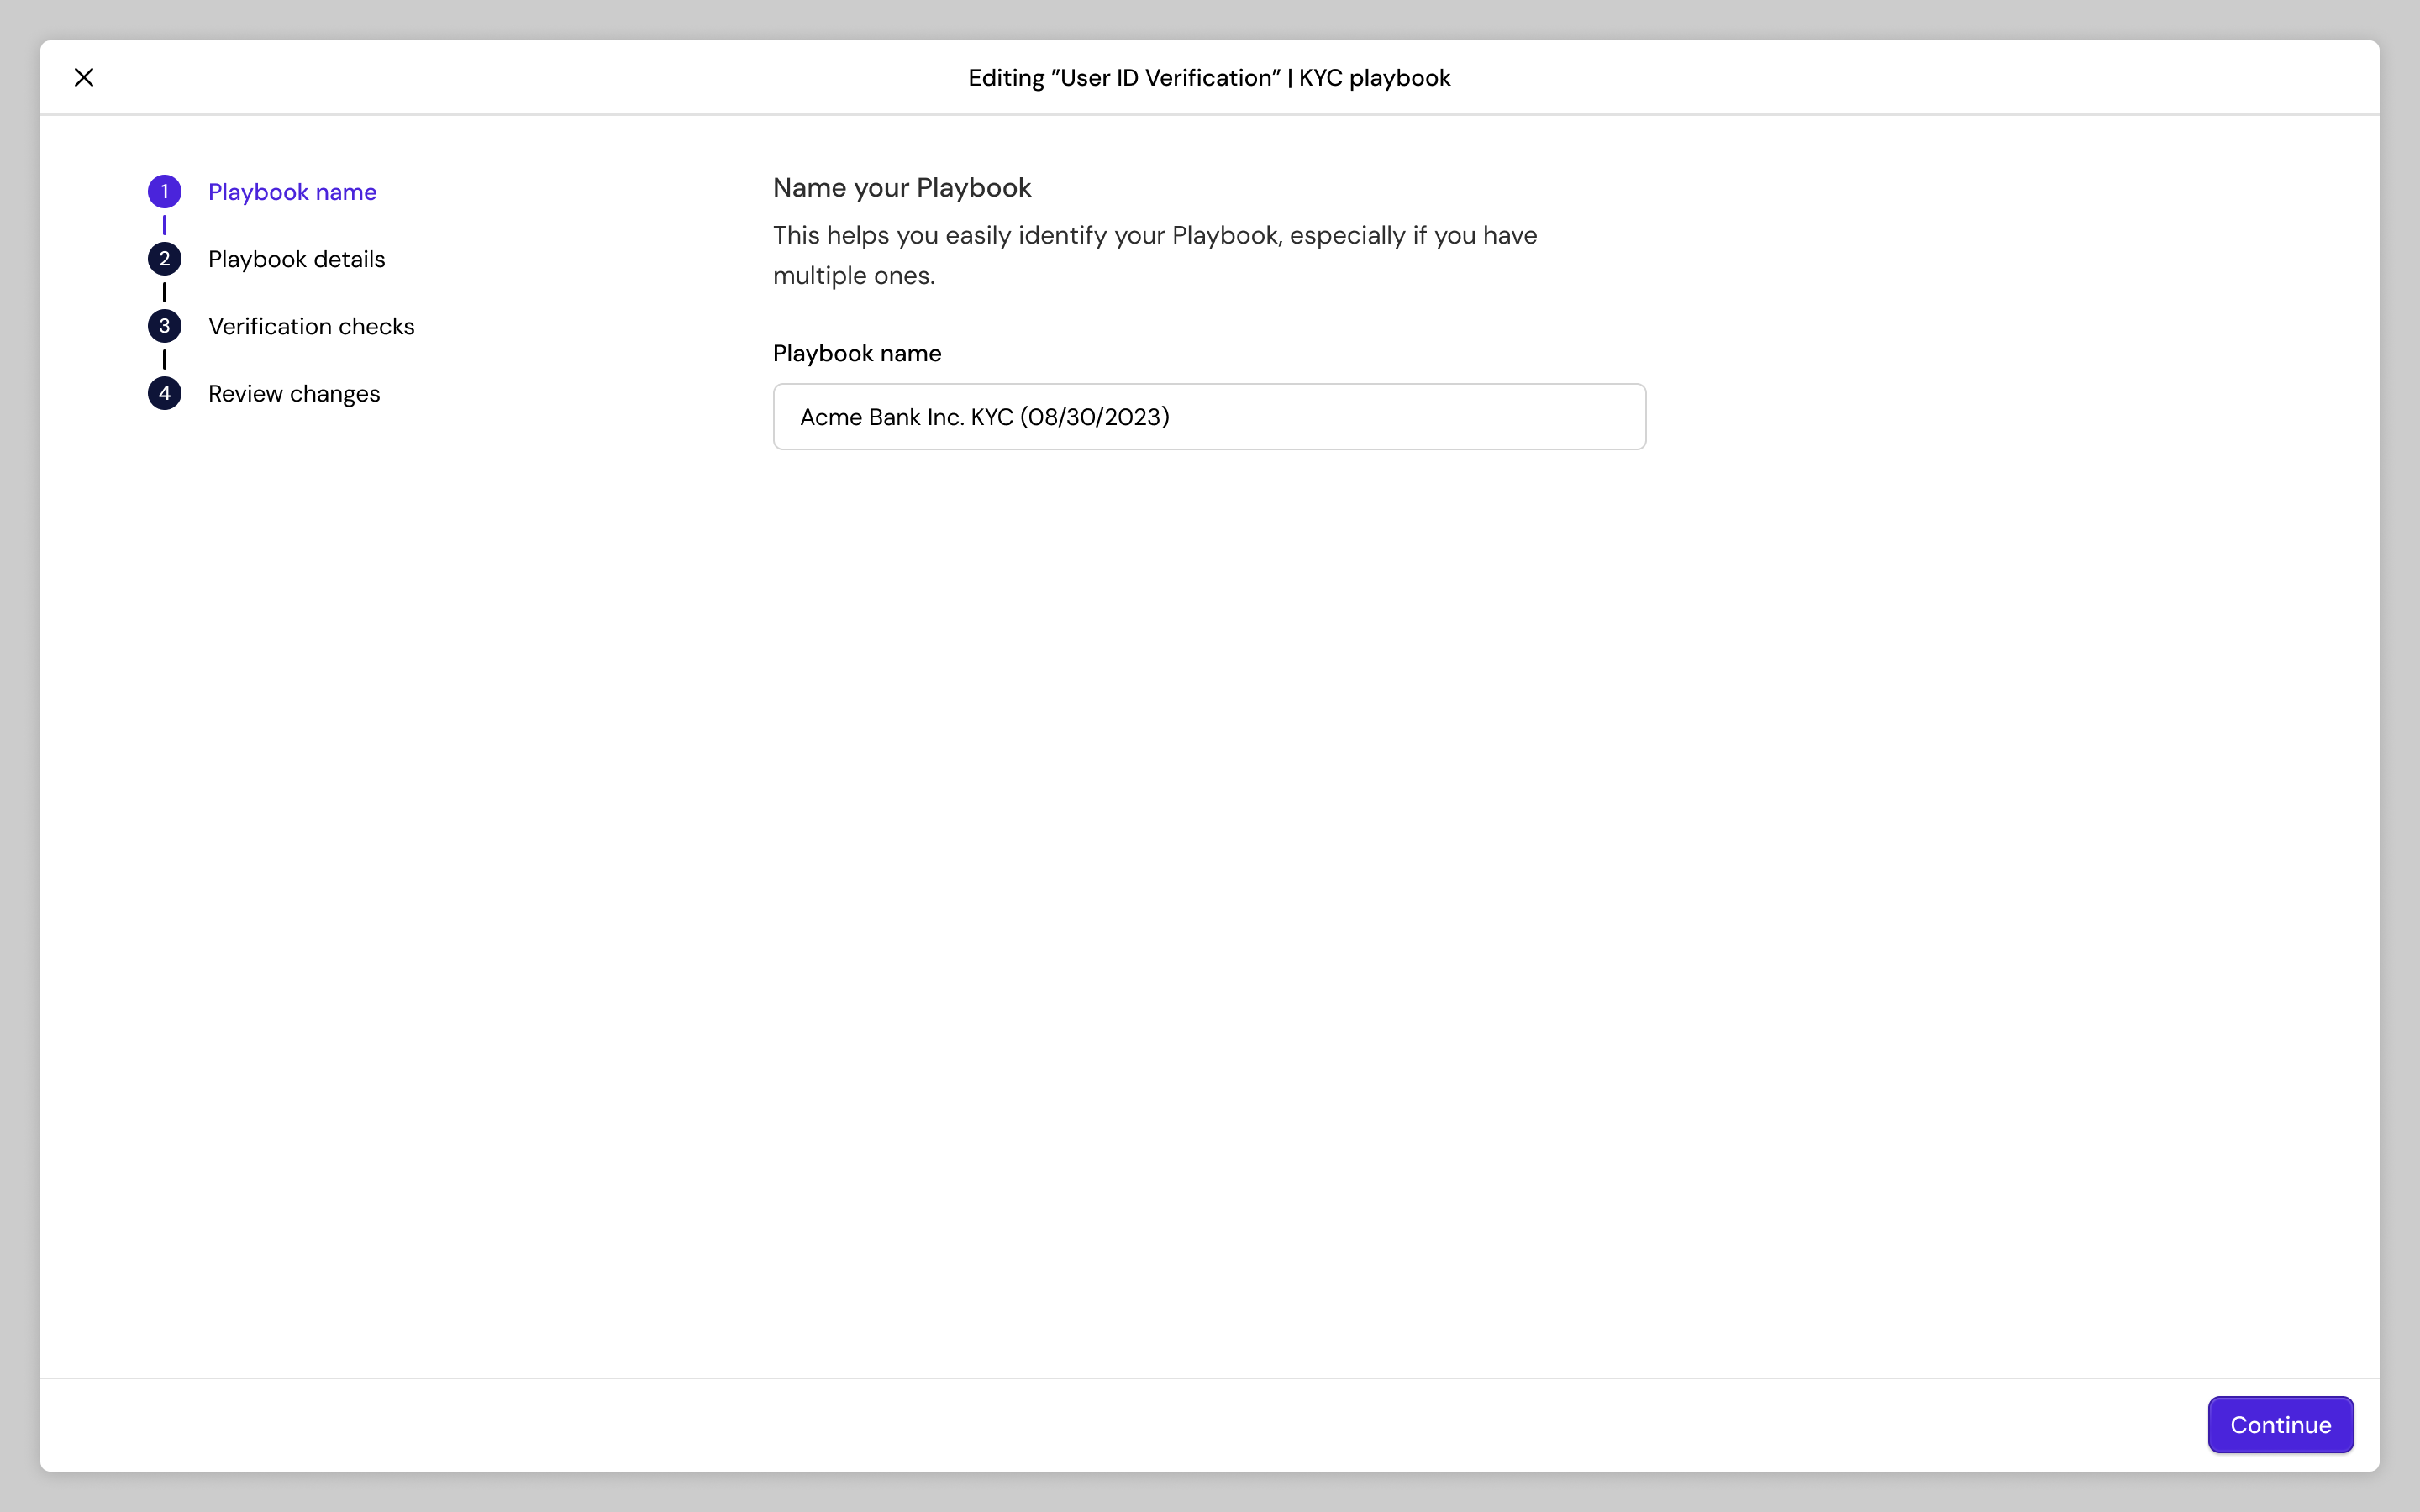 Editing ”User ID Verification” | KYC playbook
1 Playbook name
2 Playbook details
3 Verification checks
4 Review changes
Name your Playbook
This helps you easily identify your Playbook, especially if you have
multiple ones.
Playbook name
Acme Bank Inc. KYC (08/30/2023)
Continue